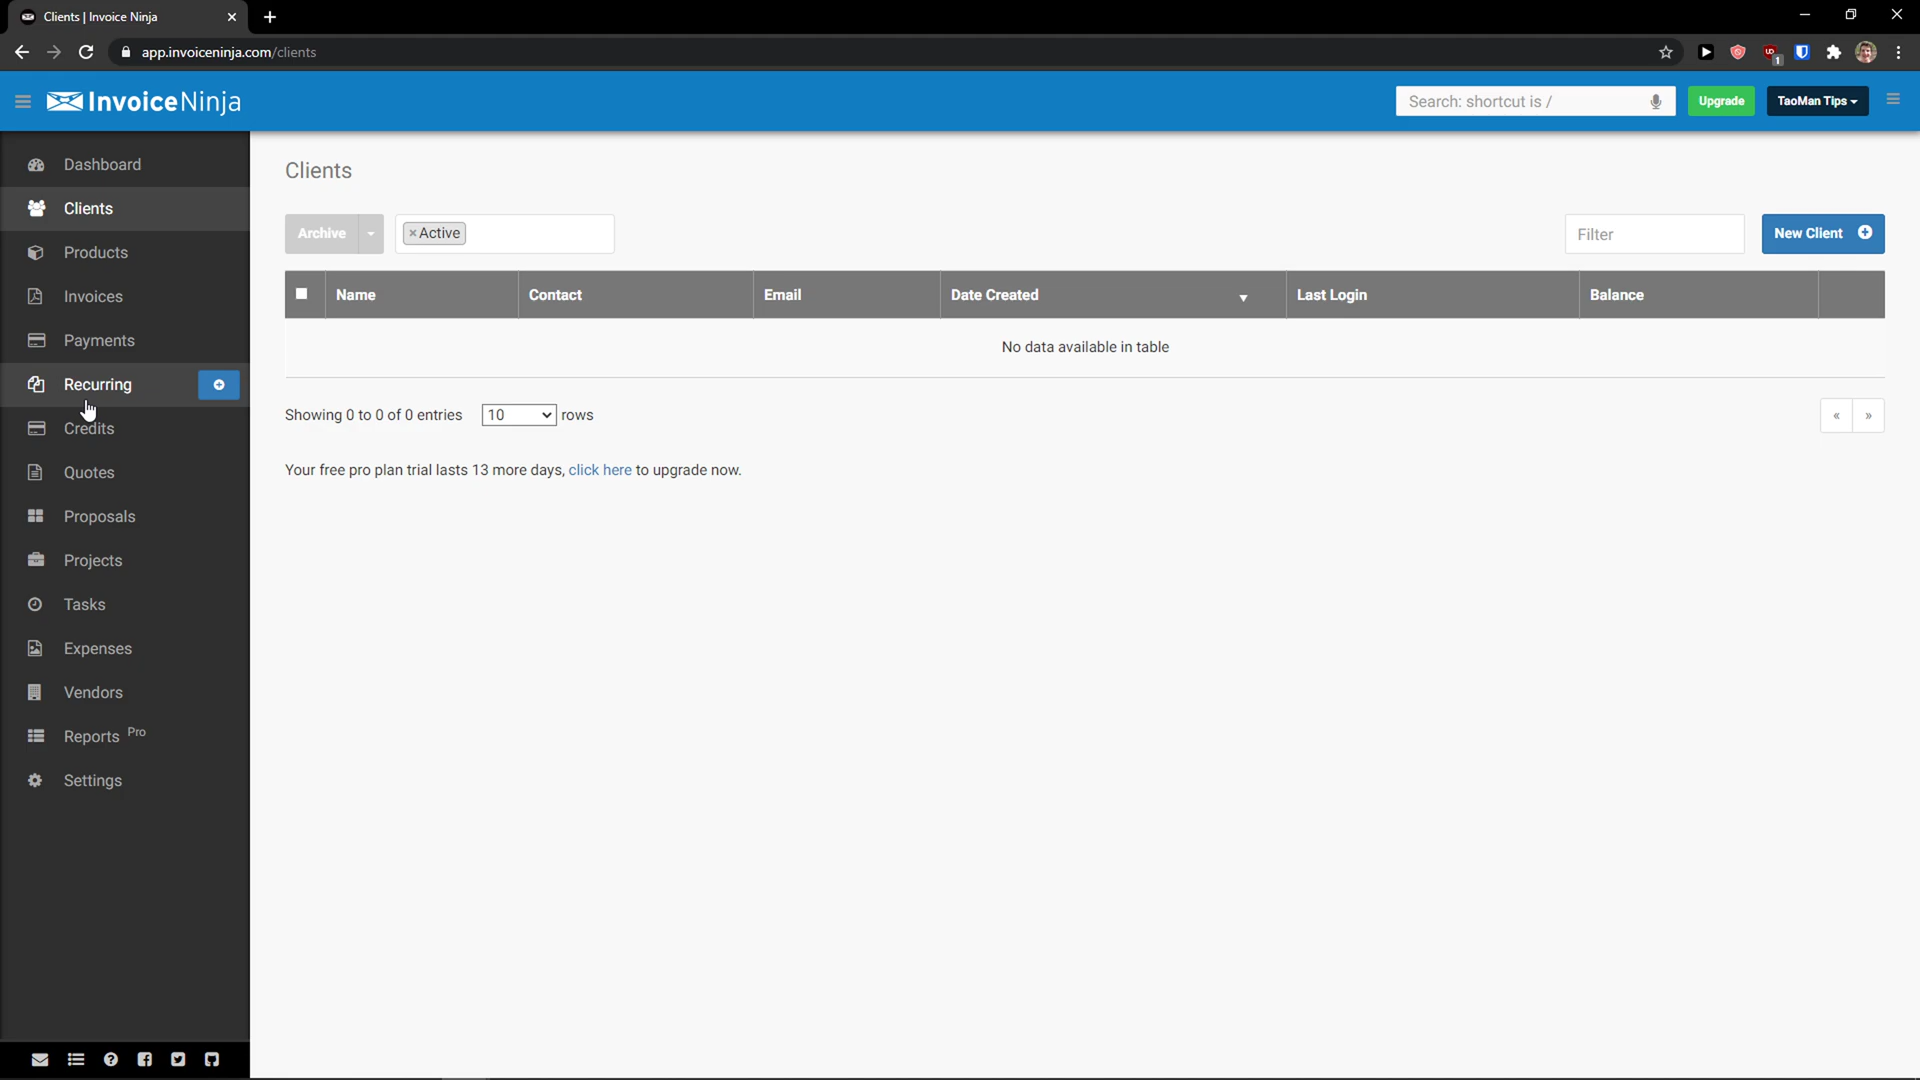 Clients | Invoice Ninja
app.invoiceninja.com/clients
1
InvoiceNinja
Search: shortcut is /
Upgrade
TaoMan Tips
Dashboard
Clients
Products
Invoices
Payments
Recurring
Credits
Quotes
Proposals
Projects
Tasks
Expenses
Vendors
Reports Pro
Settings
Clients
Archive
× Active
Filter
New Client
Name Contact Email Date Created Last Login Balance
No data available in table
Showing 0 to 0 of 0 entries 10 rows
« »
Your free pro plan trial lasts 13 more days, click here to upgrade now.